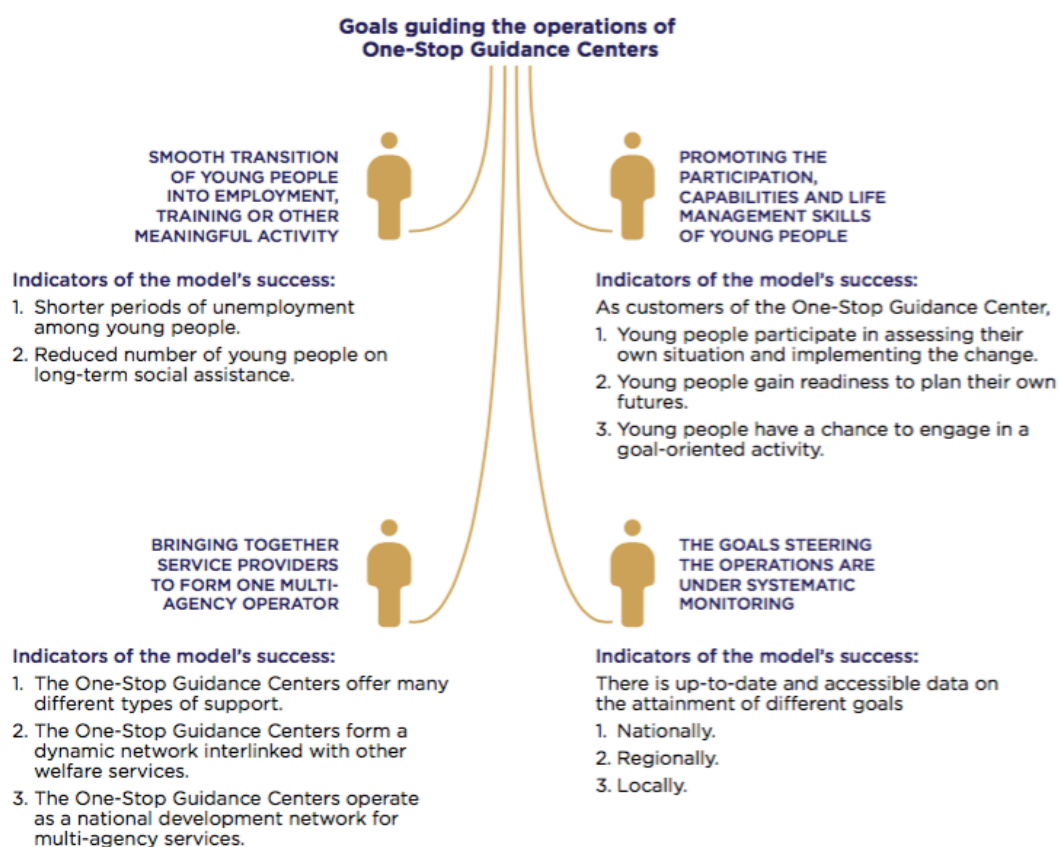 Goals guiding the operations of
One-Stop Guidance Centers
SMOOTH TRANSITION
OF YOUNG PEOPLE
INTO EMPLOYMENT,
TRAINING OR OTHER
MEANINGFUL ACTIVITY
Indicators of the model's success:
1. Shorter periods of unemployment
among young people.
2. Reduced number of young people on
long-term social assistance.
PROMOTING THE
PARTICIPATION,
CAPABILITIES AND LIFE
MANAGEMENT SKILLS
OF YOUNG PEOPLE
Indicators of the model's success:
As customers of the One-Stop Guidance Center,
1. Young people participate in assessing their
own situation and implementing the change.
2. Young people gain readiness to plan their own
futures.
3. Young people have a chance to engage in a
goal-oriented activity.
BRINGING TOGETHER
SERVICE PROVIDERS
TO FORM ONE MULTI-
AGENCY OPERATOR
Indicators of the model's success:
1. The One-Stop Guidance Centers offer many
different types of support.
2. The One-Stop Guidance Centers form a
dynamic network interlinked with other
welfare services.
3. The One-Stop Guidance Centers operate
as a national development network for
multi-agency services.
THE GOALS STEERING
THE OPERATIONS ARE
UNDER SYSTEMATIC
MONITORING
Indicators of the model's success:
There is up-to-date and accessible data on
the attainment of different goals
1. Nationally.
2. Regionally.
3. Locally.